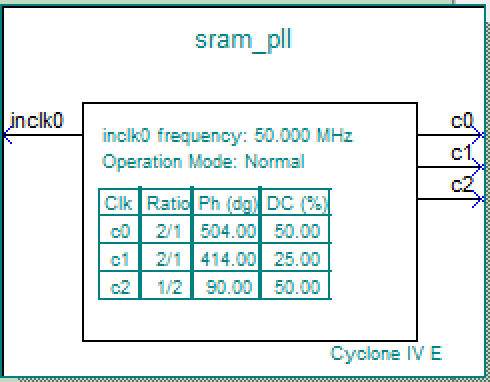 sram_pll
inclk0
c0
c1
c2
inclk0 frequency: 50.000 MHz
Operation Mode: Normal
Clk Ratio Ph (dg) DC (%)
c0 2/1 504.00 50.00
c1 2/1 414.00 25.00
c2 1/2 90.00 50.00
Cyclone IV E